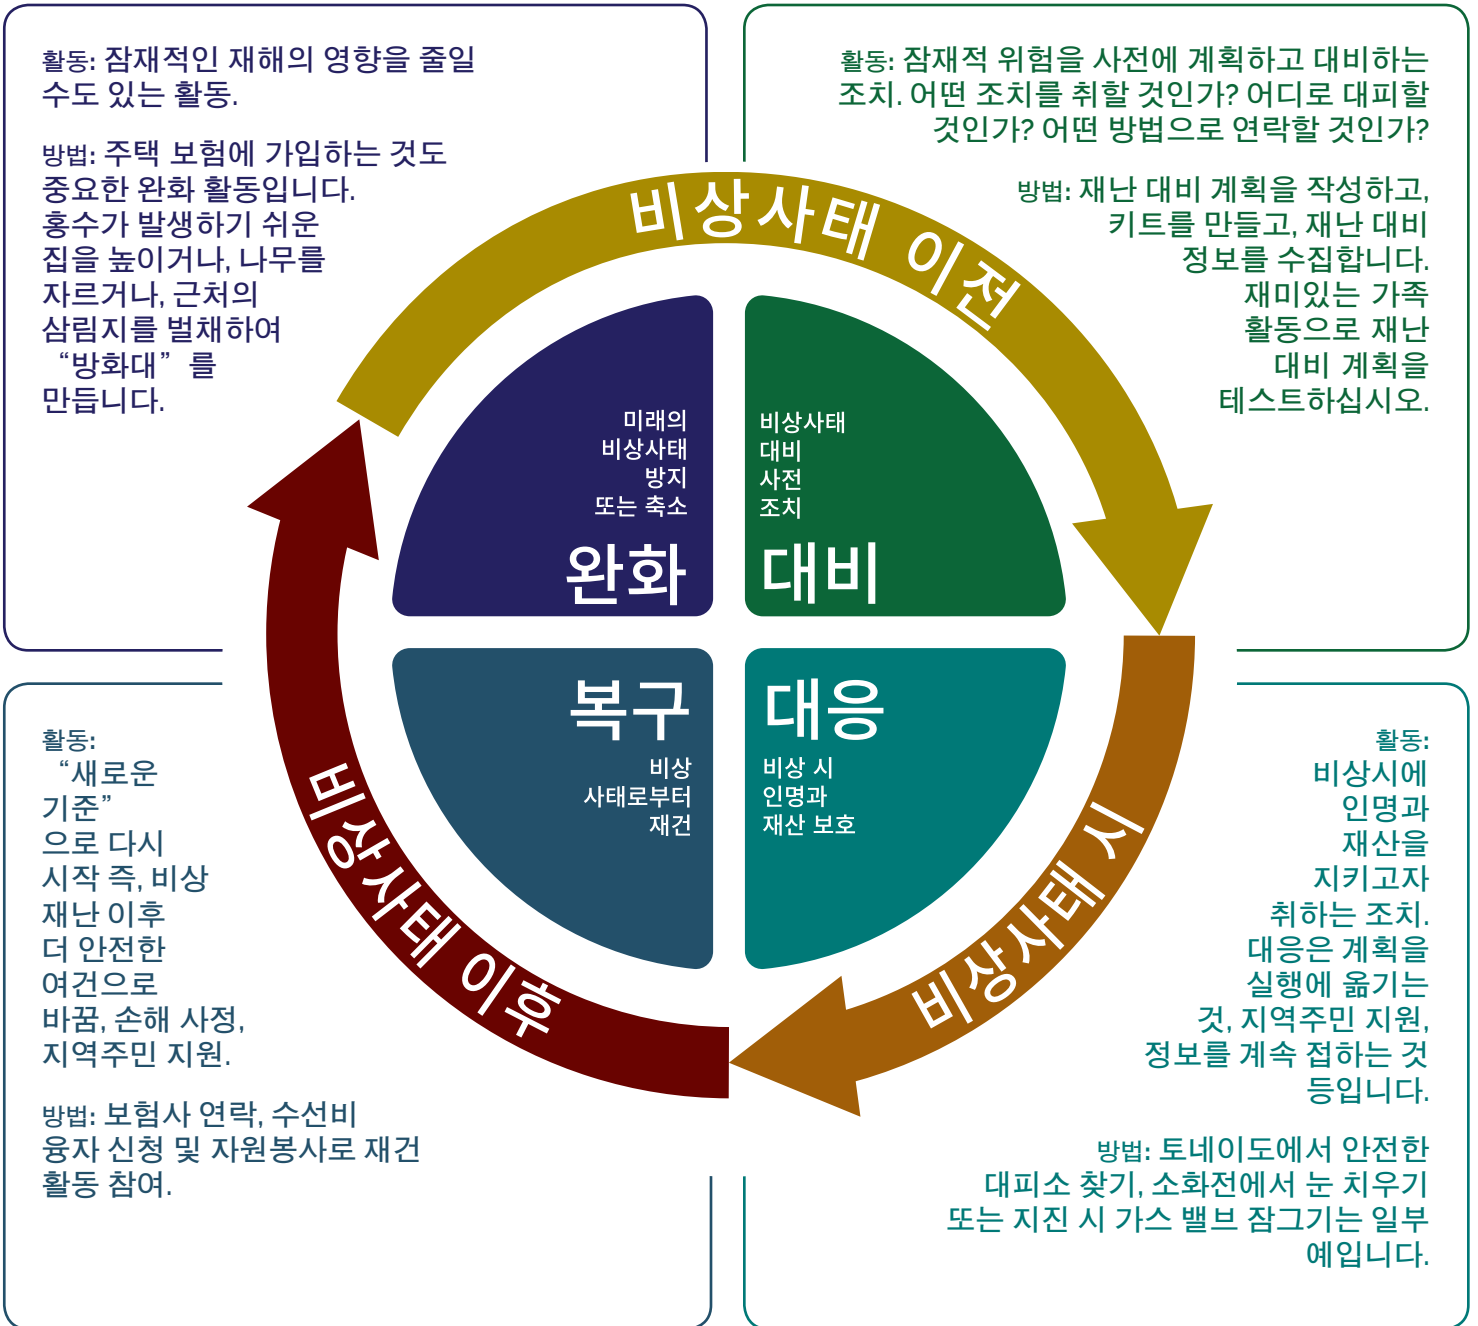 활동: 잠재적인 재해의 영향을 줄일
수도 있는 활동.
방법: 주택 보험에 가입하는 것도
중요한 완화 활동입니다.
홍수가 발생하기 쉬운
집을 높이거나, 나무를
자르거나, 근처의
삼림지를 벌채하여
“방화대”를
만듭니다.
활동: 잠재적 위험을 사전에 계획하고 대비하는
조치. 어떤 조치를 취할 것인가? 어디로 대피할
것인가? 어떤 방법으로 연락할 것인가?
방법: 재난 대비 계획을 작성하고,
키트를 만들고, 재난 대비
정보를 수집합니다.
재미있는 가족
활동으로 재난
대비 계획을
테스트하십시오.
비상사태 이전
미래의
비상사태
방지
또는 축소
완화
비상사태
대비
사전
조치
대비
복구
비상
사태로부터
재건
대응
비상 시
인명과
재산 보호
비상사태 이후
비상사태 시
활동:
“새로운
기준”
으로 다시
시작 즉, 비상
재난 이후
더 안전한
여건으로
바꿈, 손해 사정,
지역주민 지원.
방법: 보험사 연락, 수선비
융자 신청 및 자원봉사로 재건
활동 참여.
활동:
비상시에
인명과
재산을
지키고자
취하는 조치.
대응은 계획을
실행에 옮기는
것, 지역주민 지원,
정보를 계속 접하는 것
등입니다.
방법: 토네이도에서 안전한
대피소 찾기, 소화전에서 눈 치우기
또는 지진 시 가스 밸브 잠그기는 일부
예입니다.